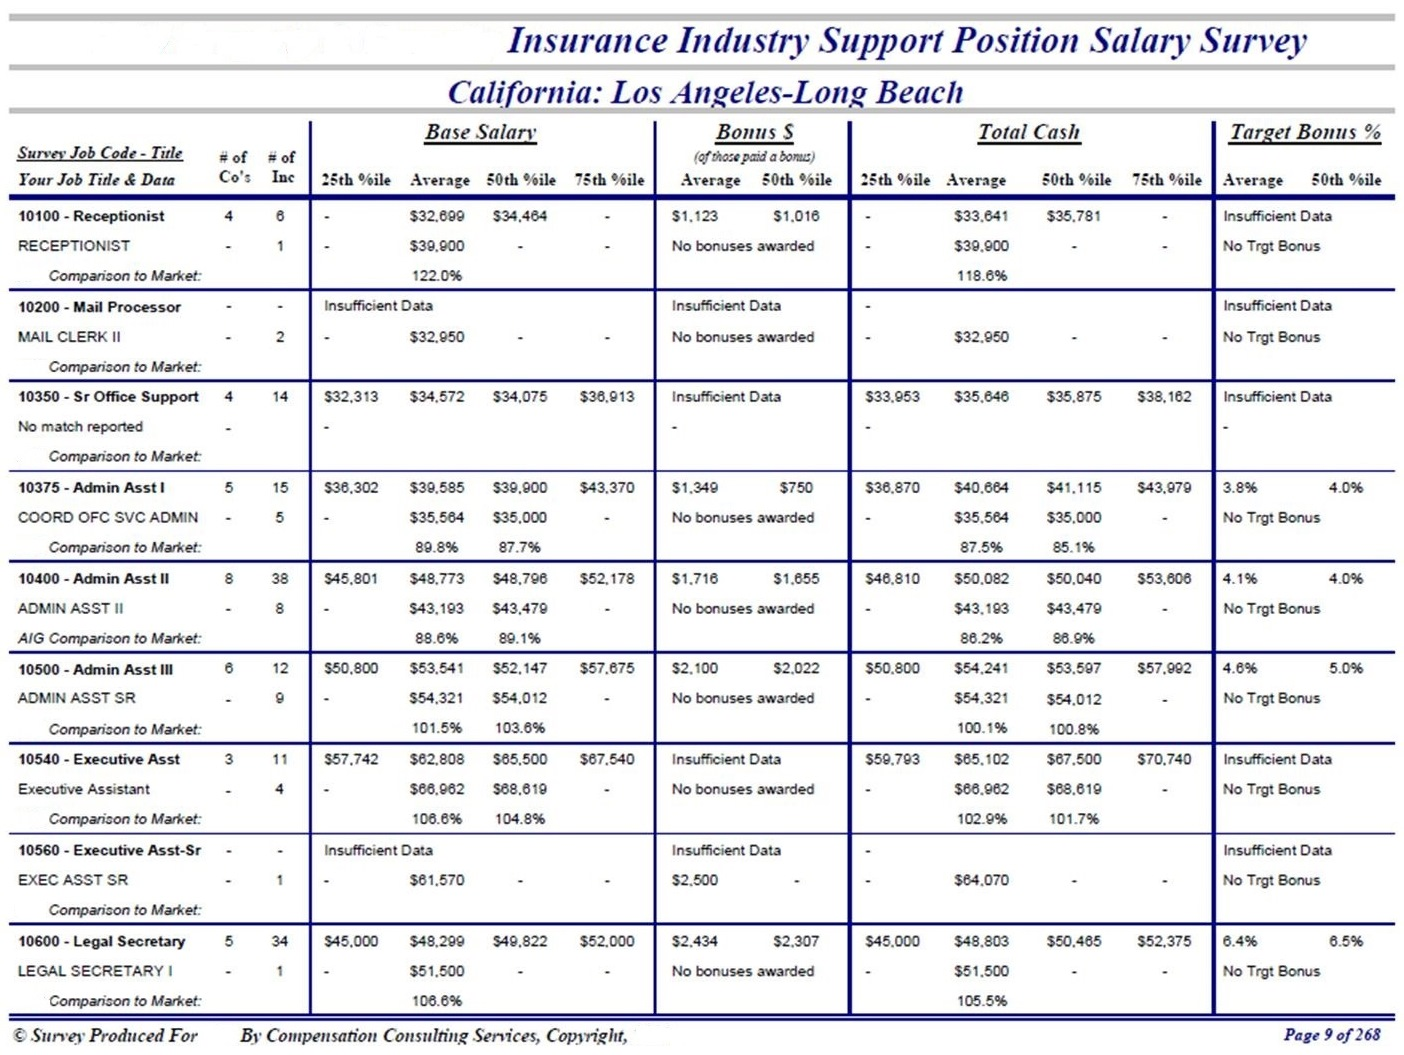 Insurance Industry Support Position Salary Survey
California: Los Angeles-Long Beach
Base Salary Bonus $ Total Cash Target Bonus %
Survey Job Code - Title # of # of (of those paid a bonus)
Your Job Title & Data Co's Inc 25th %ile Average 50th %ile 75th %ile Average 50th %ile 25th %ile Average 50th %ile 75th %ile Average 50th %ile
10100 - Receptionist 4 6 - $32,699 $34,464 - $1,123 $1,016 - $33,641 $35,781 - Insufficient Data
RECEPTIONIST - 1 - $39,900 - - No bonuses awarded - $39,900 - - No Trgt Bonus
Comparison to Market: 122.0% 118.6%
10200 - Mail Processor - - Insufficient Data Insufficient Data - Insufficient Data
MAIL CLERK II - 2 - $32,950 - - No bonuses awarded - $32,950 - - No Trgt Bonus
Comparison to Market:
10350 - Sr Office Support 4 14 $32,313 $34,572 $34,075 $36,913 Insufficient Data $33,953 $35,646 $35,875 $38,162 Insufficient Data
No match reported - - - - -
Comparison to Market:
10375 - Admin Asst I 5 15 $36,302 $39,585 $39,900 $43,370 $1,349 $750 $36,870 $40,664 $41,115 $43,979 3.8% 4.0%
COORD OFC SVC ADMIN - 5 - $35,564 $35,000 - No bonuses awarded - $35,564 $35,000 - No Trgt Bonus
Comparison to Market: 89.8% 87.7% 87.5% 85.1%
10400 - Admin Asst II 8 38 $45,801 $48,773 $48,796 $52,178 $1,716 $1,655 $46,810 $50,082 $50,040 $53,606 4.1% 4.0%
ADMIN ASST II - 8 - $43,193 $43,479 - No bonuses awarded - $43,193 $43,479 - No Trgt Bonus
AIG Comparison to Market: 88.6% 89.1% 86.2% 86.9%
10500 - Admin Asst III 6 12 $50,800 $53,541 $52,147 $57,675 $2,100 $2,022 $50,800 $54,241 $53,597 $57,992 4.6% 5.0%
ADMIN ASST SR - 9 - $54,321 $54,012 - No bonuses awarded - $54,321 $54,012 - No Trgt Bonus
Comparison to Market: 101.5% 103.6% 100.1% 100.8%
10540 - Executive Asst 3 11 $57,742 $62,808 $65,500 $67,540 Insufficient Data $59,793 $65,102 $67,500 $70,740 Insufficient Data
Executive Assistant - 4 - $66,962 $68,619 - No bonuses awarded - $66,962 $68,619 - No Trgt Bonus
Comparison to Market: 106.6% 104.8% 102.9% 101.7%
10560 - Executive Asst-Sr - - Insufficient Data Insufficient Data - Insufficient Data
EXEC ASST SR - 1 - $61,570 - - $2,500 - - $64,070 - - No Trgt Bonus
Comparison to Market:
10600 - Legal Secretary 5 34 $45,000 $48,299 $49,822 $52,000 $2,434 $2,307 $45,000 $48,803 $50,465 $52,375 6.4% 6.5%
LEGAL SECRETARY I - 1 - $51,500 - - No bonuses awarded - $51,500 - - No Trgt Bonus
Comparison to Market: 106.6% 105.5%
© Survey Produced For By Compensation Consulting Services, Copyright, Page 9 of 268